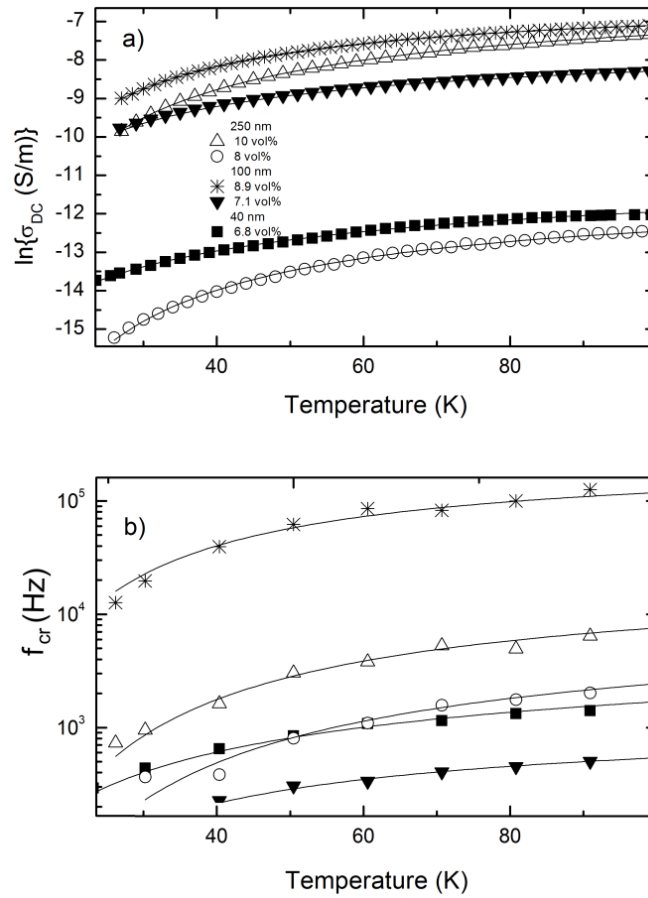 a)
ln{σDC (S/m)}
-7
-8
-9
-10
-11
-12
-13
-14
-15
250 nm
10 vol%
8 vol%
100 nm
8.9 vol%
7.1 vol%
40 nm
6.8 vol%
40 60 80
Temperature (K)
b)
fcr (Hz)
10^5
10^4
10^3
40 60 80
Temperature (K)